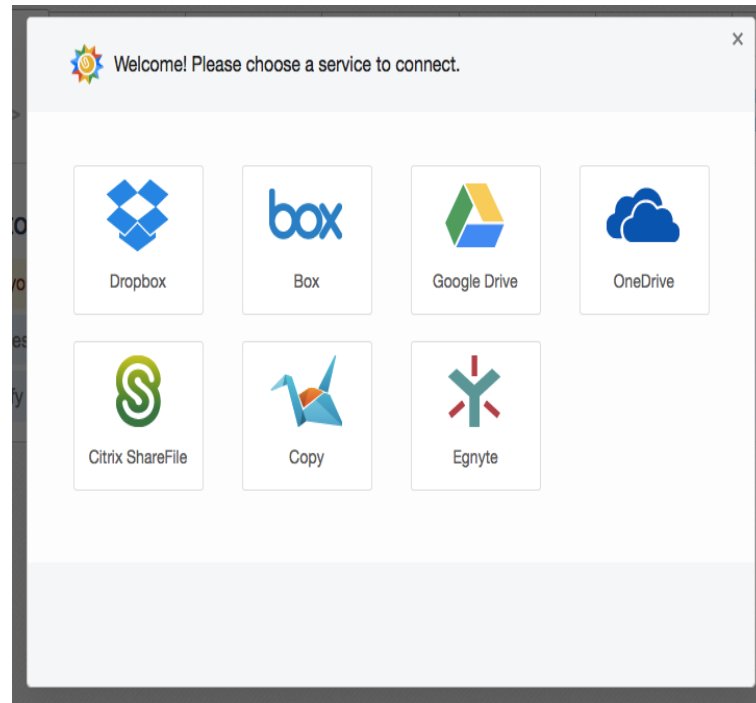 Welcome! Please choose a service to connect.
x
box
Dropbox
Box
Google Drive
OneDrive
Citrix ShareFile
Copy
Egnyte